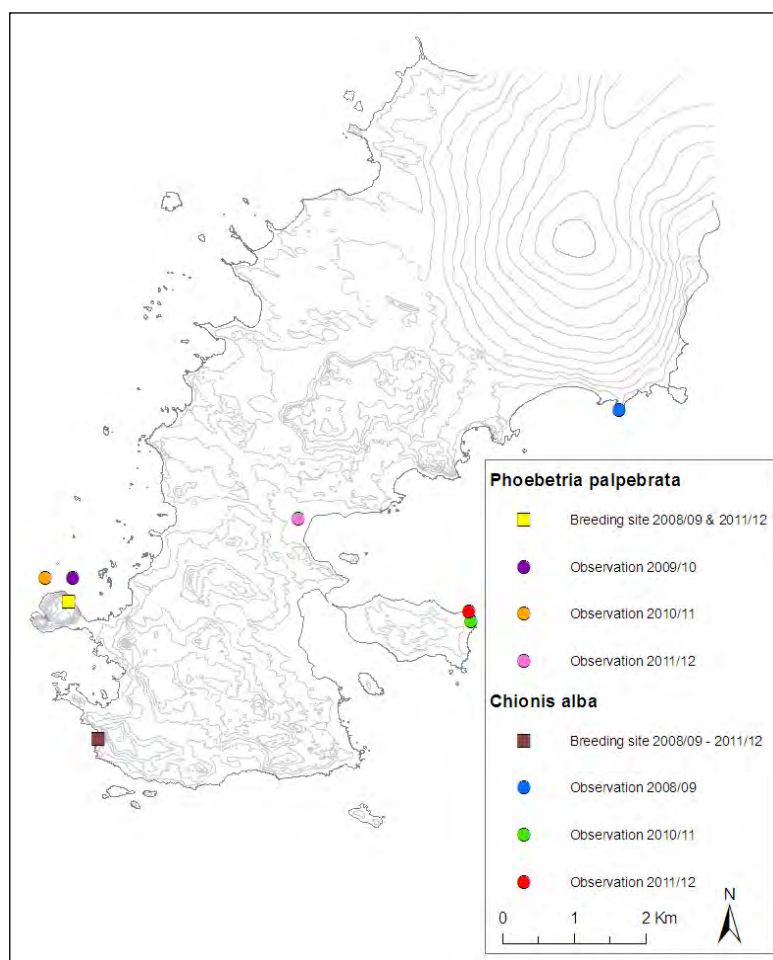 Phoebetria palpebrata
Breeding site 2008/09 & 2011/12
Observation 2009/10
Observation 2010/11
Observation 2011/12
Chionis alba
Breeding site 2008/09 - 2011/12
Observation 2008/09
Observation 2010/11
Observation 2011/12
N
0 1 2 Km